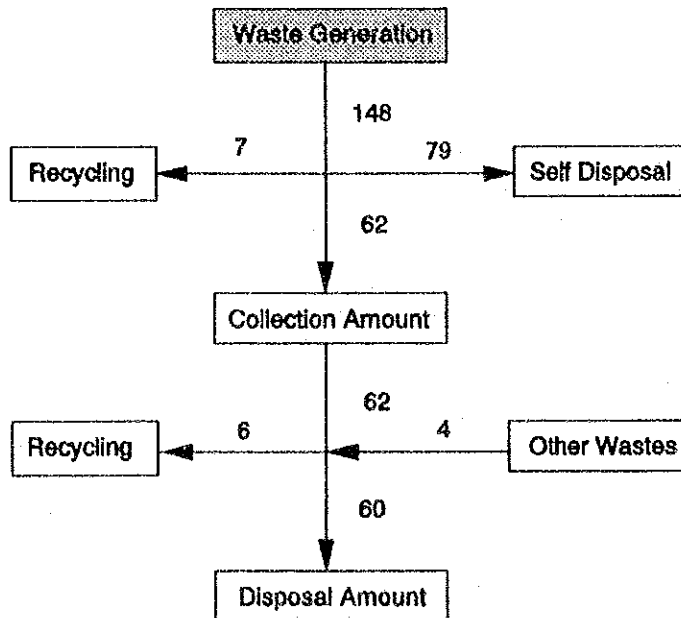 Waste Generation
148
7
79
Recycling
Self Disposal
62
Collection Amount
62
6
4
Recycling
Other Wastes
60
Disposal Amount